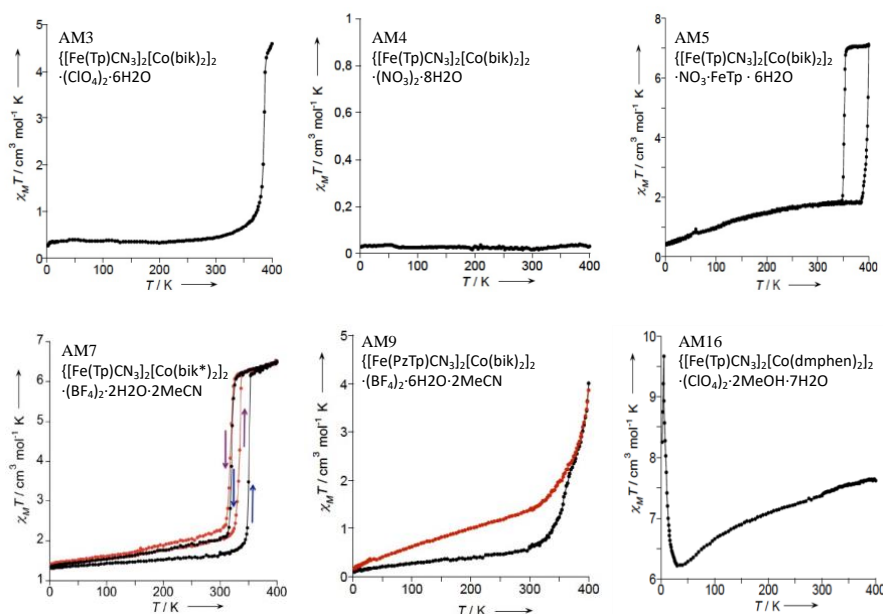 AM3
{[Fe(Tp)CN3]2[Co(bik)2]2
·(ClO4)2·6H2O
χMT / cm3 mol-1 K
5
4
3
2
1
0
0 100 200 300 400
T / K
AM4
{[Fe(Tp)CN3]2[Co(bik)2]2
·(NO3)2·8H2O
χMT / cm3 mol-1 K
1
0,8
0,6
0,4
0,2
0
0 100 200 300 400
T / K
AM5
{[Fe(Tp)CN3]2[Co(bik)2]2
·NO3·FeTp · 6H2O
χMT / cm3 mol-1 K
8
7
6
5
4
3
2
1
0
0 100 200 300 400
T / K
AM7
{[Fe(Tp)CN3]2[Co(bik*)2]2
·(BF4)2·2H2O·2MeCN
χMT / cm3 mol-1 K
7
6
5
4
3
2
1
0 100 200 300 400
T / K
AM9
{[Fe(PzTp)CN3]2[Co(bik)2]2
·(BF4)2·6H2O·2MeCN
χMT / cm3 mol-1 K
5
4
3
2
1
0
0 100 200 300 400
T / K
AM16
{[Fe(Tp)CN3]2[Co(dmphen)2]2
·(ClO4)2·2MeOH·7H2O
χMT / cm3 mol-1 K
10
9
8
7
6
0 100 200 300 400
T / K